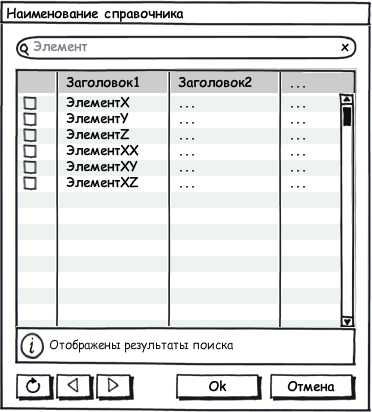 Наименование справочника
Элемент x
Заголовок1 Заголовок2 ...
ЭлементX ... ...
ЭлементY ... ...
ЭлементZ ... ...
ЭлементXX ... ...
ЭлементXY ... ...
ЭлементXZ ... ...
i Отображены результаты поиска
Ok Отмена